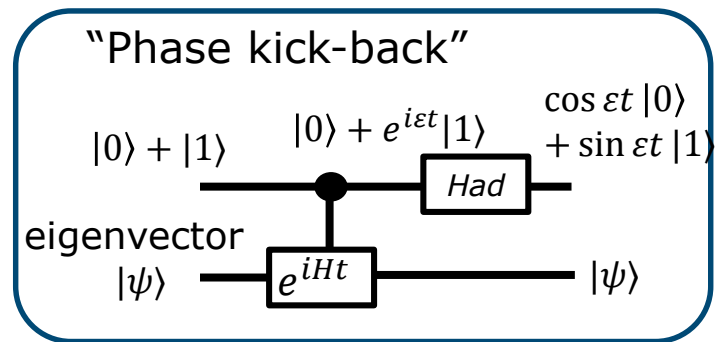 “Phase kick-back”
|0⟩ + |1⟩
|0⟩ + e^{iεt}|1⟩
cos εt |0⟩
+ sin εt |1⟩
Had
eigenvector
|ψ⟩
e^{iHt}
|ψ⟩